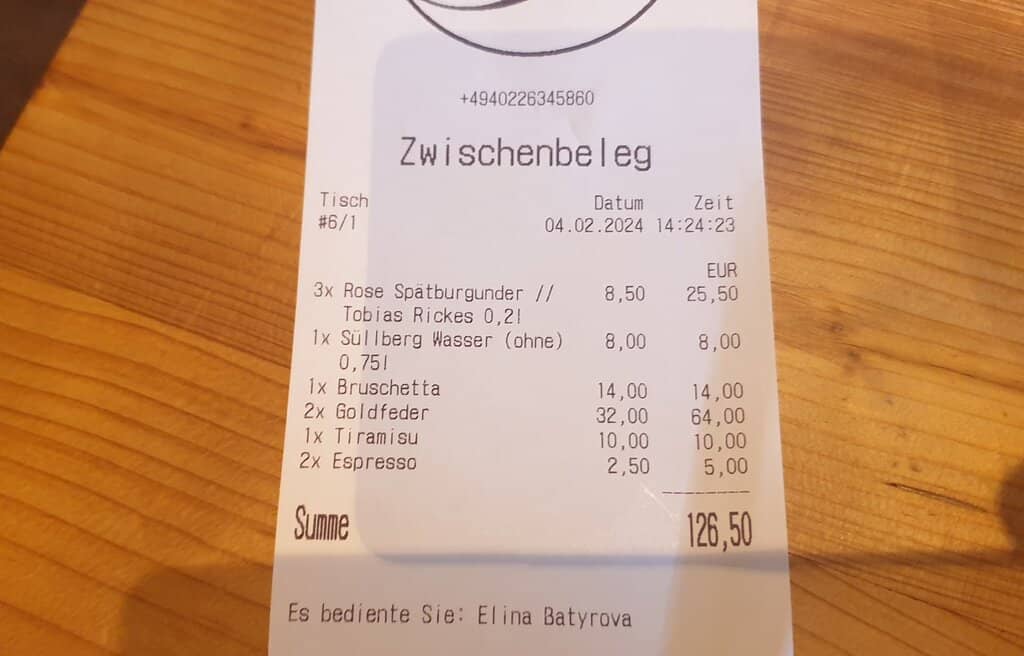 +4940226345860
Zwischenbeleg
Tisch Datum Zeit
#6/1 04.02.2024 14:24:23
EUR
3x Rose Spätburgunder // 8,50 25,50
Tobias Rickes 0,2l
1x Süllberg Wasser (ohne) 8,00 8,00
0,75l
1x Bruschetta 14,00 14,00
2x Goldfeder 32,00 64,00
1x Tiramisu 10,00 10,00
2x Espresso 2,50 5,00
Summe 126,50
Es bediente Sie: Elina Batyrova